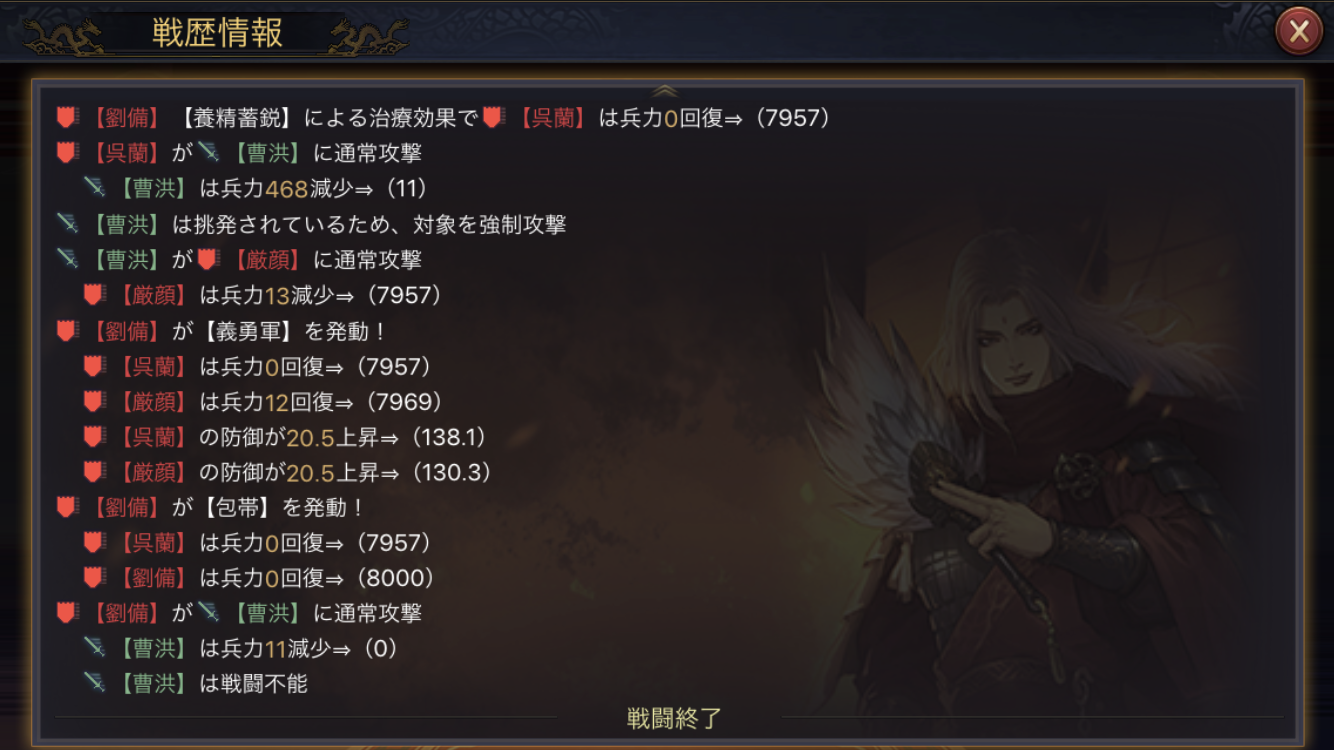 戦歴情報
【劉備】【養精蓄鋭】による治療効果で【呉蘭】は兵力0回復⇒（7957）
【呉蘭】が【曹洪】に通常攻撃
【曹洪】は兵力468減少⇒（11）
【曹洪】は挑発されているため、対象を強制攻撃
【曹洪】が【厳顔】に通常攻撃
【厳顔】は兵力13減少⇒（7957）
【劉備】が【義勇軍】を発動！
【呉蘭】は兵力0回復⇒（7957）
【厳顔】は兵力12回復⇒（7969）
【呉蘭】の防御が20.5上昇⇒（138.1）
【厳顔】の防御が20.5上昇⇒（130.3）
【劉備】が【包帯】を発動！
【呉蘭】は兵力0回復⇒（7957）
【劉備】は兵力0回復⇒（8000）
【劉備】が【曹洪】に通常攻撃
【曹洪】は兵力11減少⇒（0）
【曹洪】は戦闘不能
戦闘終了